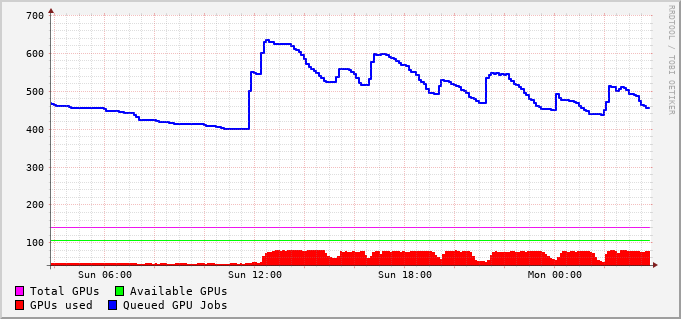 700
600
500
400
300
200
100
Sun 06:00 Sun 12:00 Sun 18:00 Mon 00:00
Total GPUs Available GPUs
GPUs used Queued GPU Jobs
RRDTOOL / TOBI OETIKER